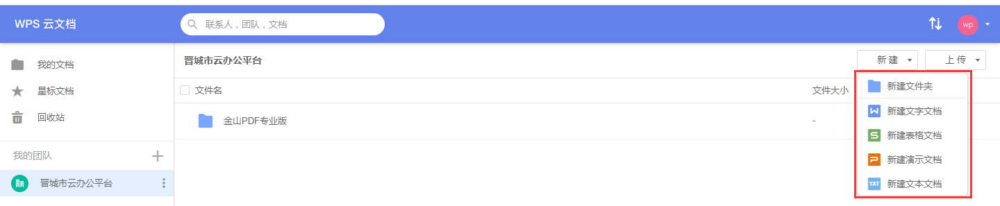 WPS 云文档
联系人，团队，文档
wp
我的文档
星标文档
回收站
我的团队
晋城市云办公平台
晋城市云办公平台
新 建
上 传
文件名
文件大小
金山PDF专业版
-
新建文件夹
W 新建文字文档
S 新建表格文档
P 新建演示文档
TXT 新建文本文档